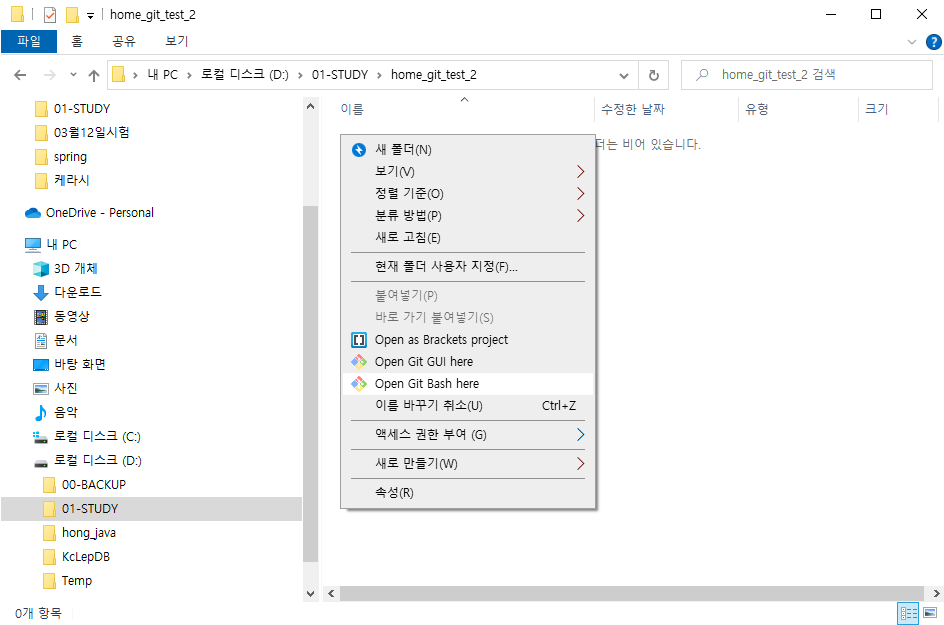 home_git_test_2
파일 홈 공유 보기
내 PC 로컬 디스크 (D:) 01-STUDY home_git_test_2
home_git_test_2 검색
01-STUDY
03월12일시험
spring
케라시
OneDrive - Personal
내 PC
3D 개체
다운로드
동영상
문서
바탕 화면
사진
음악
로컬 디스크 (C:)
로컬 디스크 (D:)
00-BACKUP
01-STUDY
hong_java
KcLepDB
Temp
이름 수정한 날짜 유형 크기
더는 비어 있습니다.
새 폴더(N)
보기(V)
정렬 기준(O)
분류 방법(P)
새로 고침(E)
현재 폴더 사용자 지정(F)...
붙여넣기(P)
바로 가기 붙여넣기(S)
Open as Brackets project
Open Git GUI here
Open Git Bash here
이름 바꾸기 취소(U) Ctrl+Z
액세스 권한 부여 (G)
새로 만들기(W)
속성(R)
0개 항목